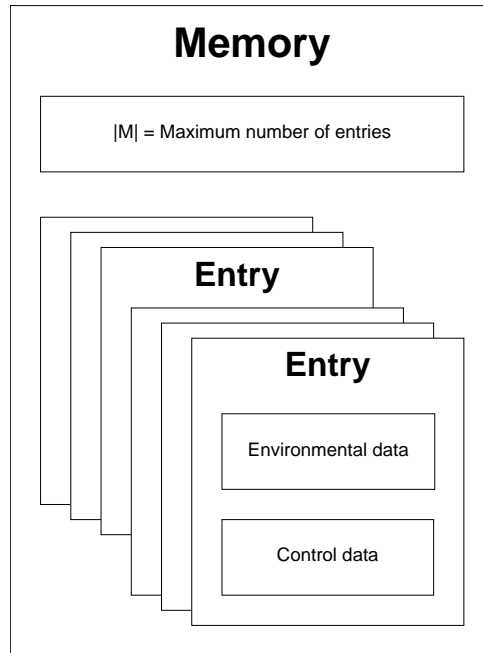 Memory
|M| = Maximum number of entries
Entry
Entry
Environmental data
Control data